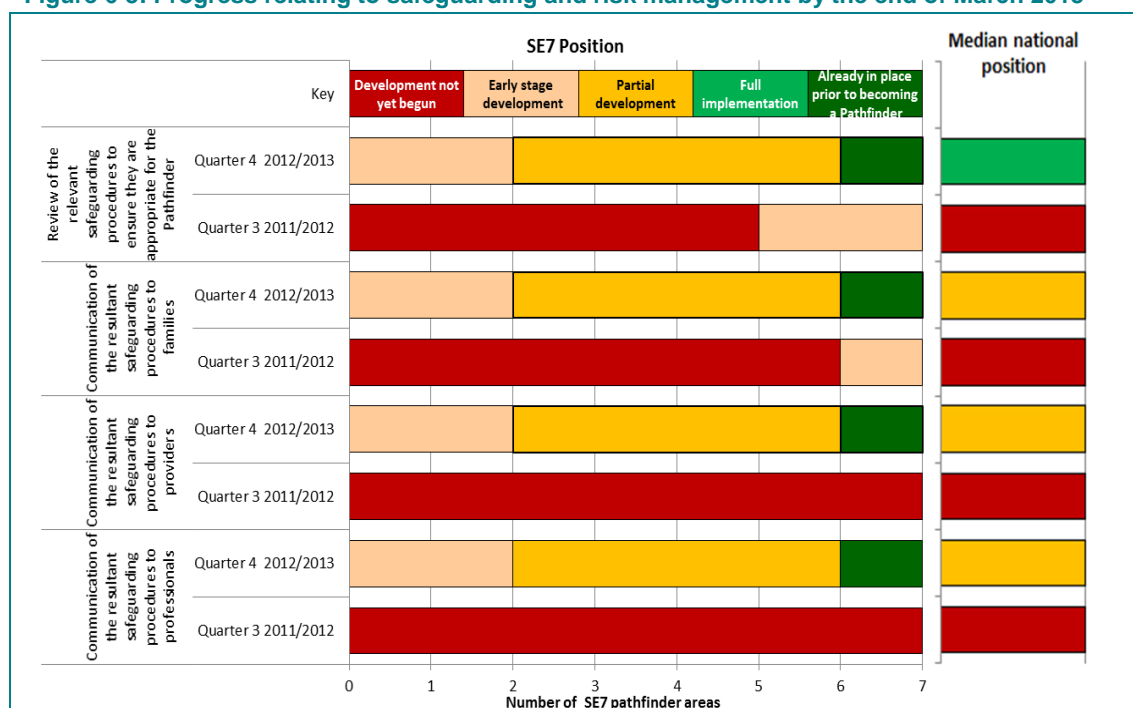 SE7 Position
Median national
position
Key
Development not
yet begun
Early stage
development
Partial
development
Full
implementation
Already in place
prior to becoming
a Pathfinder
Review of the
relevant
safeguarding
procedures to
ensure they are
appropriate for the
Pathfinder
Quarter 4 2012/2013
Quarter 3 2011/2012
Communication of
the resultant
safeguarding
procedures to
families
Quarter 4 2012/2013
Quarter 3 2011/2012
Communication of
the resultant
safeguarding
procedures to
providers
Quarter 4 2012/2013
Quarter 3 2011/2012
Communication of
the resultant
safeguarding
procedures to
professionals
Quarter 4 2012/2013
Quarter 3 2011/2012
0 1 2 3 4 5 6 7
Number of SE7 pathfinder areas